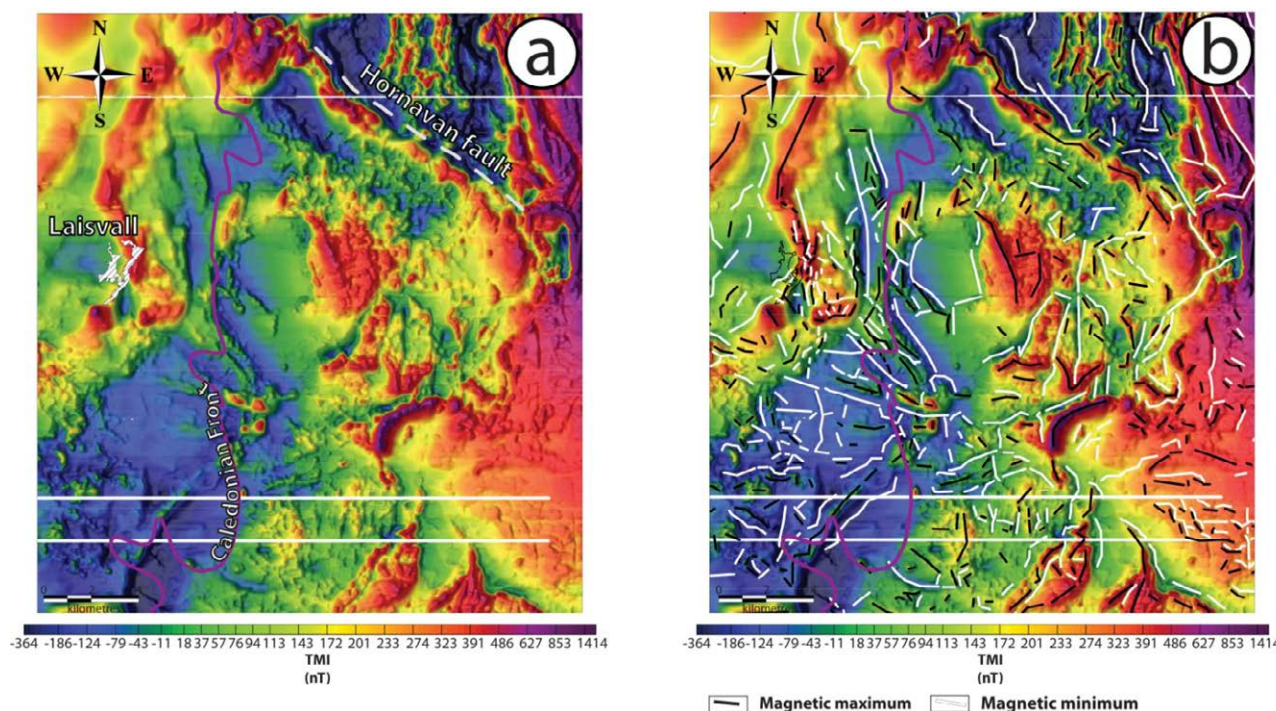 a
N
W E
S
Hornavan fault
Laisvall
Caledonian Front
0
kilometres
-364 -186 -124 -79 -43 -11 18 37 57 76 94 113 143 172 201 233 274 323 391 486 627 853 1414
TMI
(nT)
b
N
W E
S
0
kilometres
-364 -186 -124 -79 -43 -11 18 37 57 76 94 113 143 172 201 233 274 323 391 486 627 853 1414
TMI
(nT)
Magnetic maximum Magnetic minimum